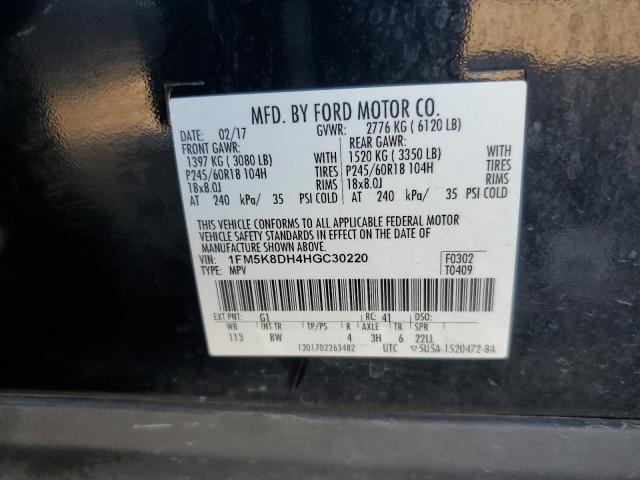 MFD. BY FORD MOTOR CO.
DATE: 02/17 GVWR: 2776 KG ( 6120 LB)
FRONT GAWR: REAR GAWR:
1397 KG ( 3080 LB) WITH 1520 KG ( 3350 LB) WITH
P245/60R18 104H TIRES P245/60R18 104H TIRES
18x8.0J RIMS 18x8.0J RIMS
AT 240 kPa/ 35 PSI COLD AT 240 kPa/ 35 PSI COLD
THIS VEHICLE CONFORMS TO ALL APPLICABLE FEDERAL MOTOR
VEHICLE SAFETY STANDARDS IN EFFECT ON THE DATE OF
MANUFACTURE SHOWN ABOVE.
VIN: 1FM5K8DH4HGC30220 F0302
TYPE: MPV T0409
EXT PNT: G1 RC: 41 DSO:
WB INT TR TP/PS R AXLE TR SPR
113 BW 4 3H 6 22LL
1201702263482 UTC 5U5A-1520472-BA